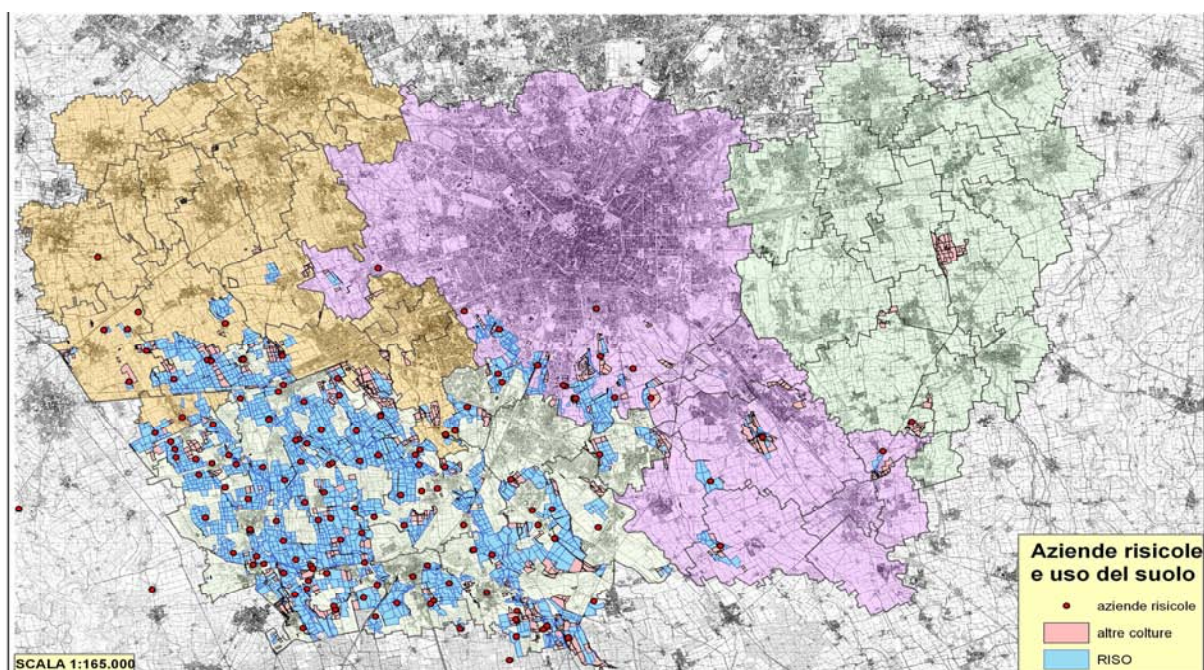 Aziende risicole
e uso del suolo
aziende risicole
altre colture
RISO
SCALA 1:165.000